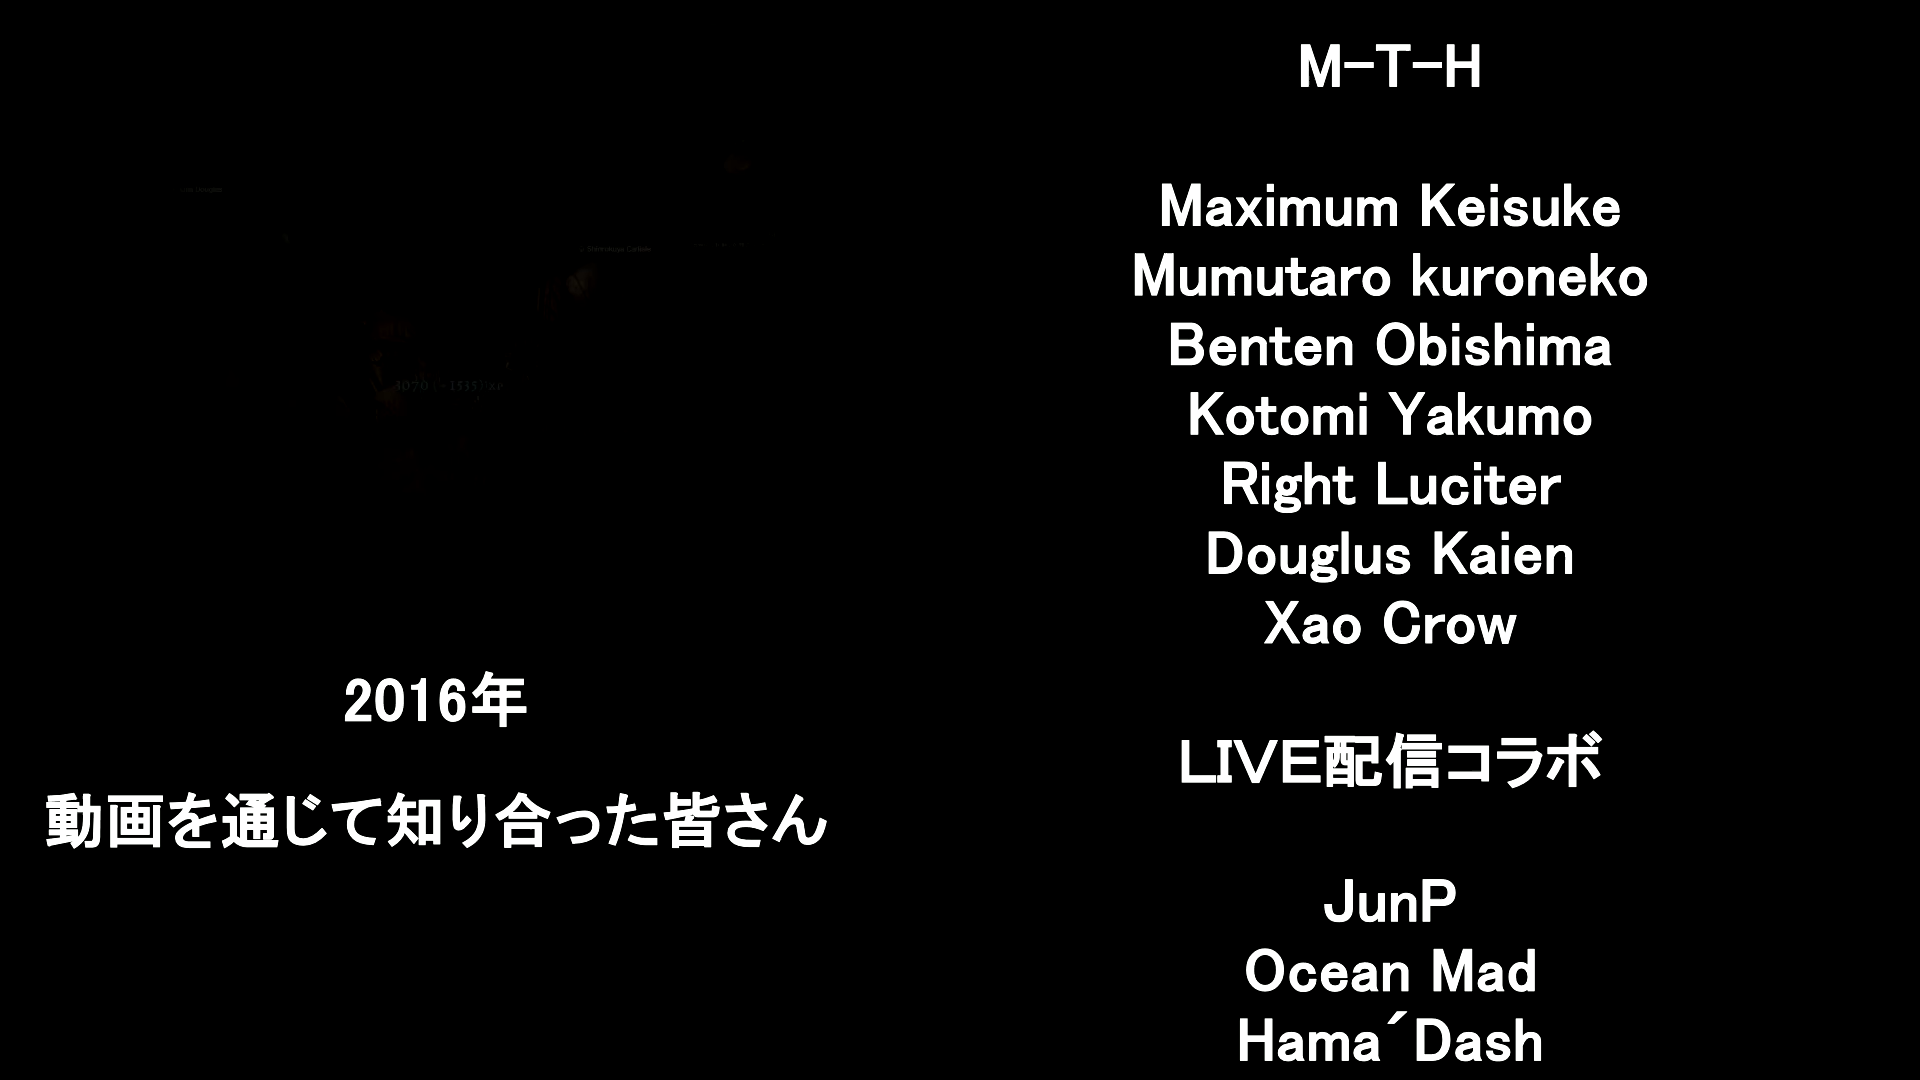 2016年
動画を通じて知り合った皆さん
M-T-H
Maximum Keisuke
Mumutaro kuroneko
Benten Obishima
Kotomi Yakumo
Right Luciter
Douglus Kaien
Xao Crow
LIVE配信コラボ
JunP
Ocean Mad
Hama´Dash